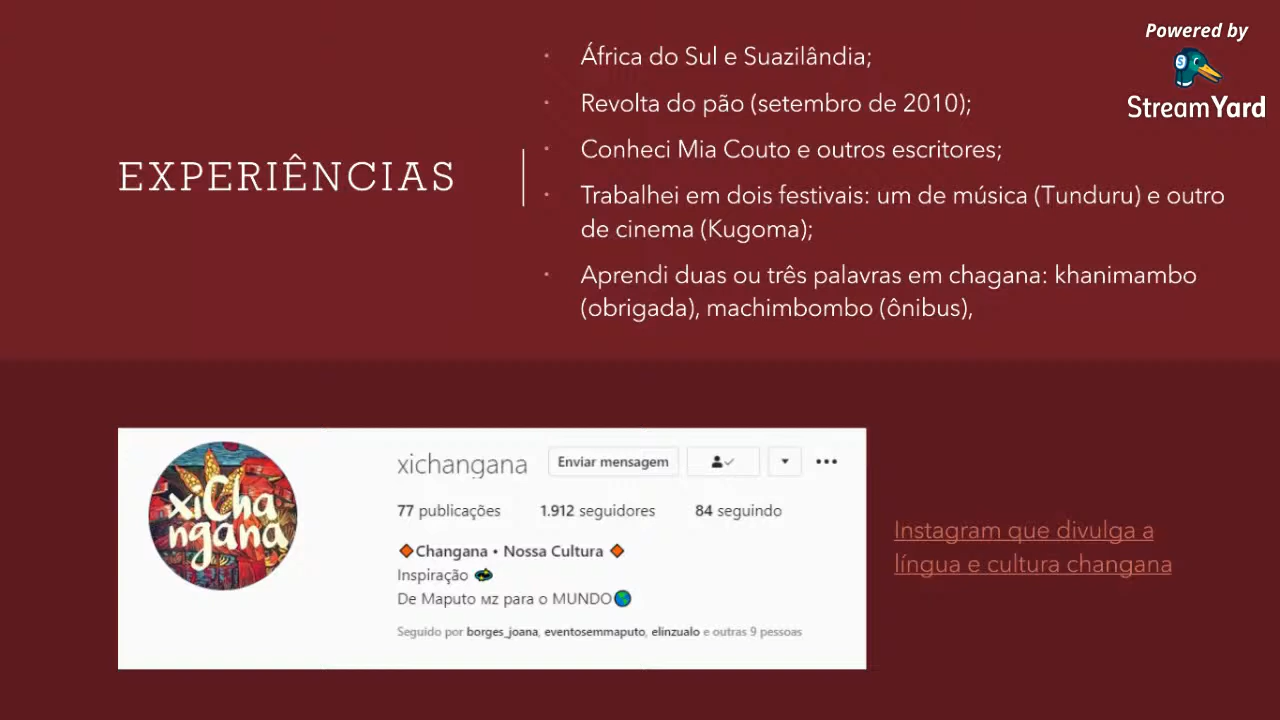 Powered by
StreamYard
EXPERIÊNCIAS
África do Sul e Suazilândia;
Revolta do pão (setembro de 2010);
Conheci Mia Couto e outros escritores;
Trabalhei em dois festivais: um de música (Tunduru) e outro
de cinema (Kugoma);
Aprendi duas ou três palavras em chagana: khanimambo
(obrigada), machimbombo (ônibus),
xiCha
ngana
xichangana
Enviar mensagem
77 publicações 1.912 seguidores 84 seguindo
Changana • Nossa Cultura
Inspiração
De Maputo MZ para o MUNDO
Seguido por borges_joana, eventosemmaputo, elinzualo e outras 9 pessoas
Instagram que divulga a
língua e cultura changana